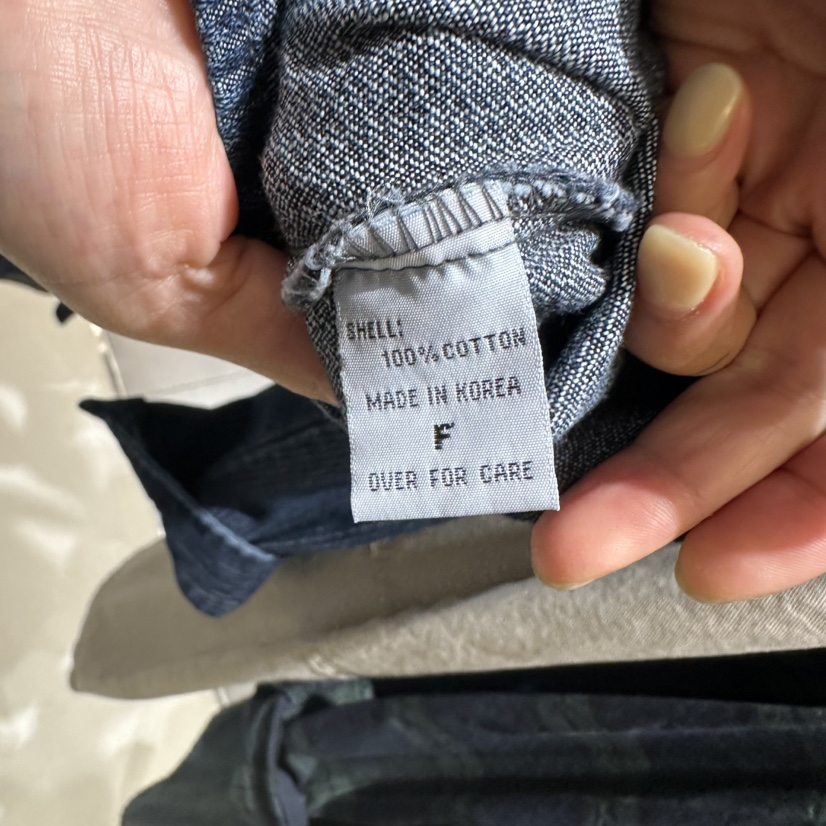 SHELL:
100% COTTON
MADE IN KOREA
F
OVER FOR CARE